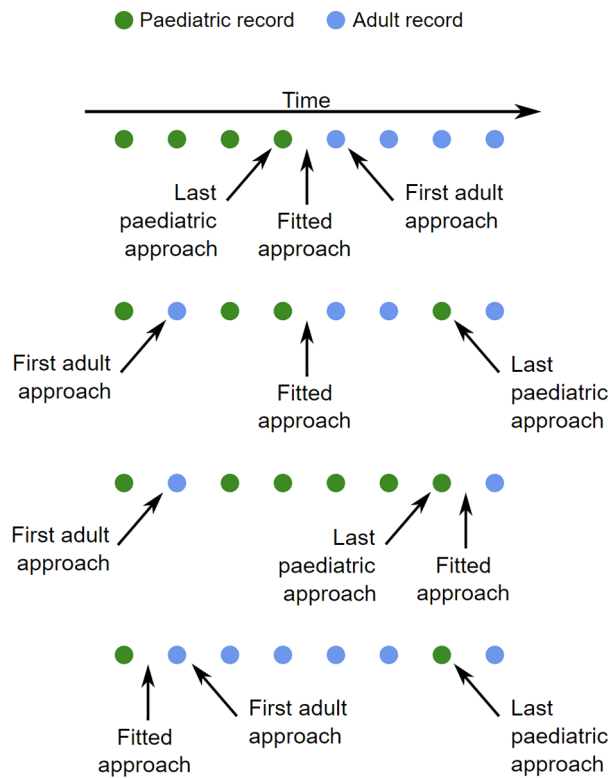 Paediatric record
Adult record
Time
Last
paediatric
approach
Fitted
approach
First adult
approach
First adult
approach
Fitted
approach
Last
paediatric
approach
First adult
approach
Last
paediatric
approach
Fitted
approach
Fitted
approach
First adult
approach
Last
paediatric
approach